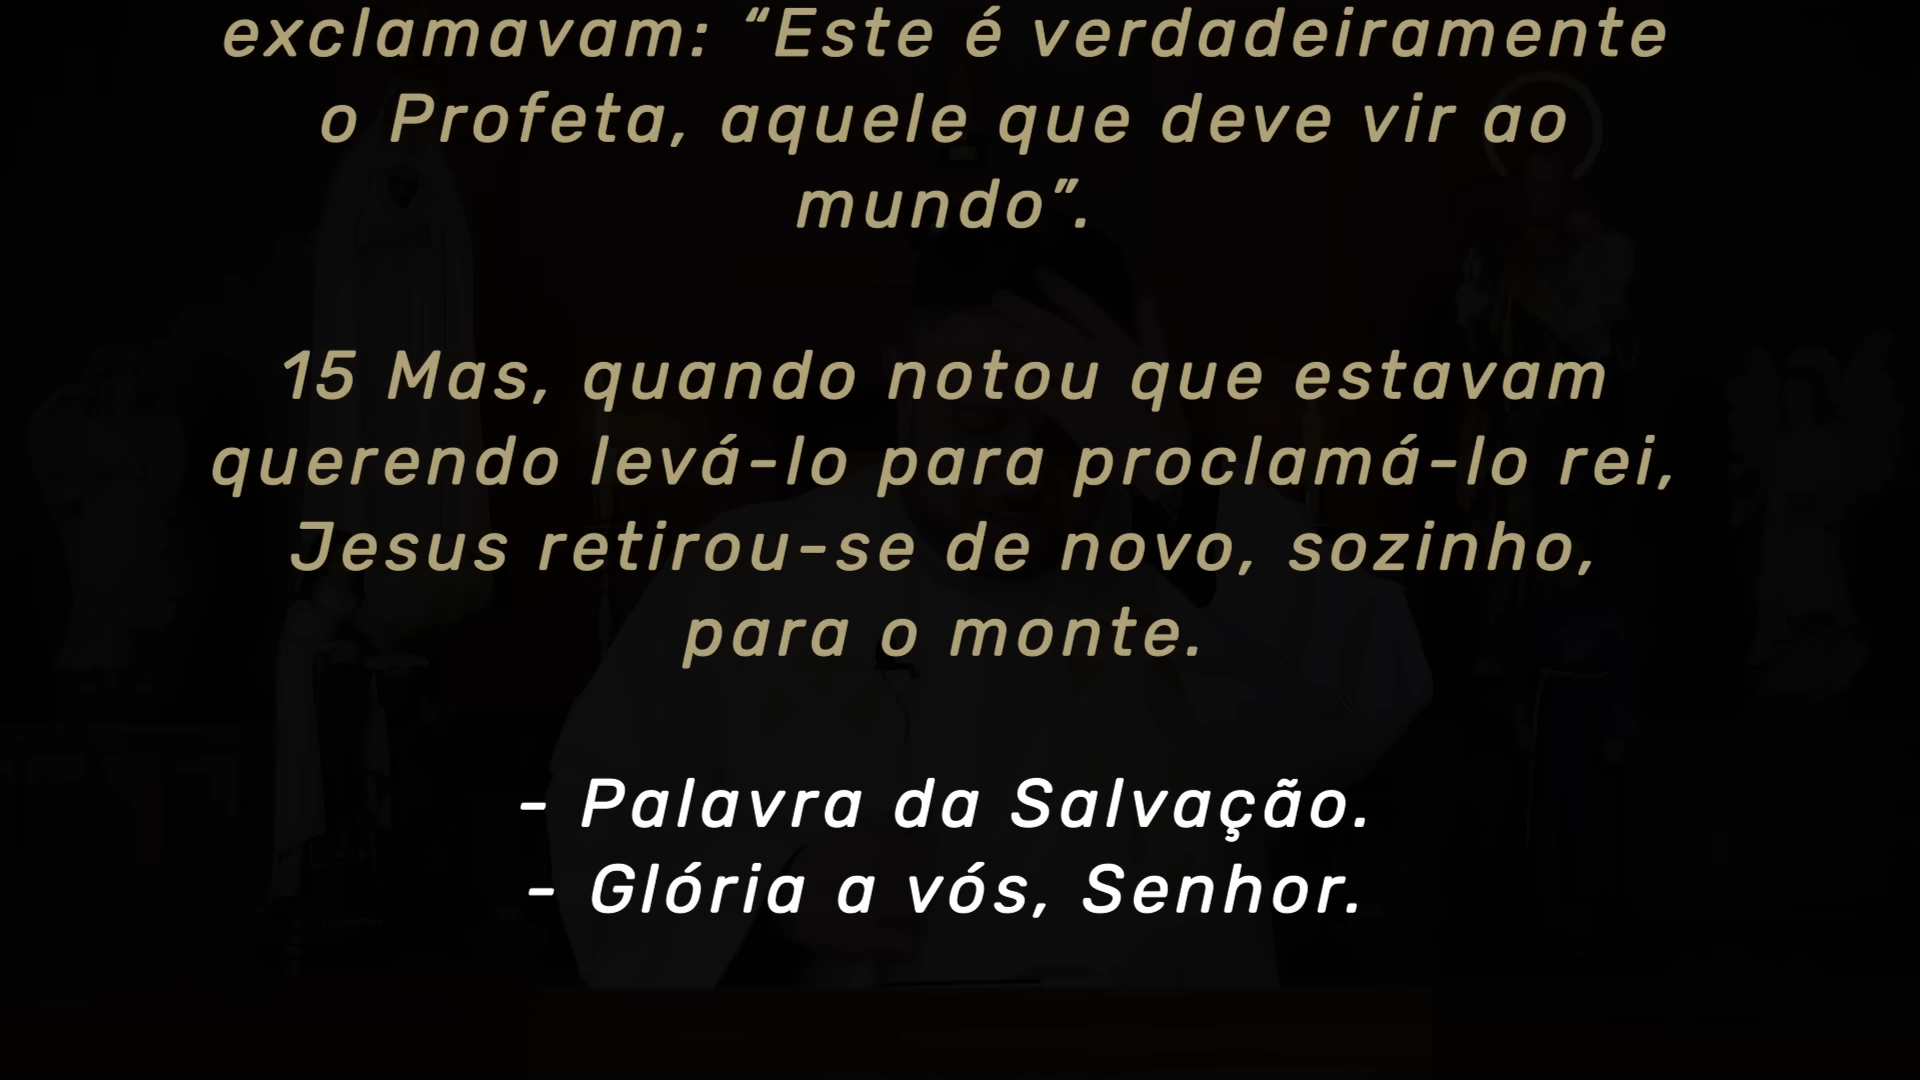 exclamavam: “Este é verdadeiramente
o Profeta, aquele que deve vir ao
mundo”.
15 Mas, quando notou que estavam
querendo levá-lo para proclamá-lo rei,
Jesus retirou-se de novo, sozinho,
para o monte.
- Palavra da Salvação.
- Glória a vós, Senhor.